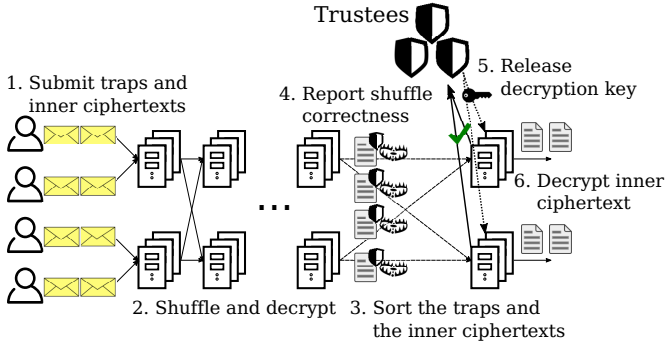 Trustees
1. Submit traps and
inner ciphertexts
4. Report shuffle
correctness
5. Release
decryption key
6. Decrypt inner
ciphertext
...
2. Shuffle and decrypt
3. Sort the traps and
the inner ciphertexts